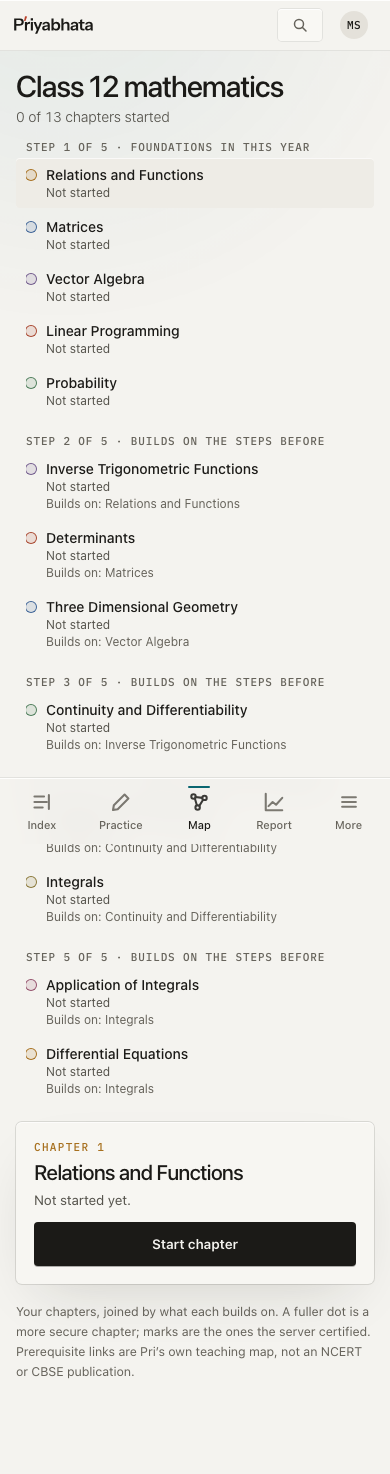 Priyabhata
MS
Class 12 mathematics
0 of 13 chapters started
STEP 1 OF 5 · FOUNDATIONS IN THIS YEAR
Relations and Functions
Not started
Matrices
Not started
Vector Algebra
Not started
Linear Programming
Not started
Probability
Not started
STEP 2 OF 5 · BUILDS ON THE STEPS BEFORE
Inverse Trigonometric Functions
Not started
Builds on: Relations and Functions
Determinants
Not started
Builds on: Matrices
Three Dimensional Geometry
Not started
Builds on: Vector Algebra
STEP 3 OF 5 · BUILDS ON THE STEPS BEFORE
Continuity and Differentiability
Not started
Builds on: Inverse Trigonometric Functions
Index Practice Map Report More
Builds on: Continuity and Differentiability
Integrals
Not started
Builds on: Continuity and Differentiability
STEP 5 OF 5 · BUILDS ON THE STEPS BEFORE
Application of Integrals
Not started
Builds on: Integrals
Differential Equations
Not started
Builds on: Integrals
CHAPTER 1
Relations and Functions
Not started yet.
Start chapter
Your chapters, joined by what each builds on. A fuller dot is a
more secure chapter; marks are the ones the server certified.
Prerequisite links are Pri's own teaching map, not an NCERT
or CBSE publication.